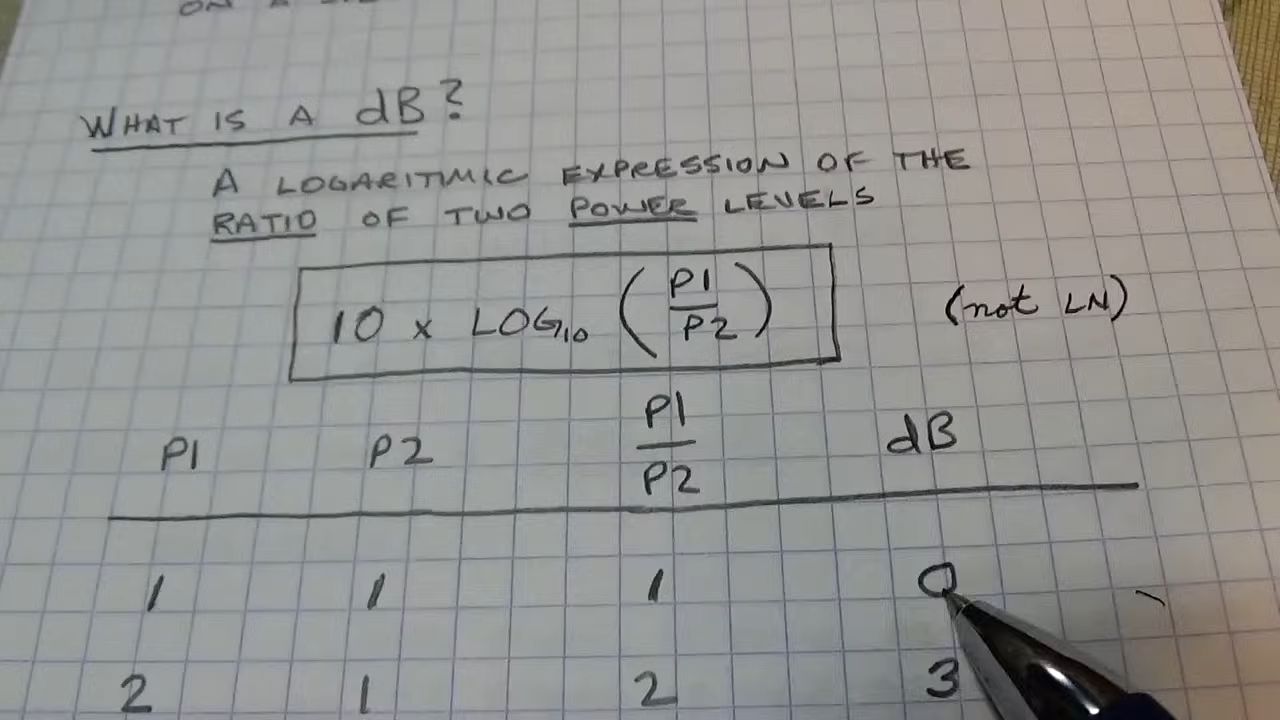 ON A
WHAT IS A dB?
A LOGARITMIC EXPRESSION OF THE
RATIO OF TWO POWER LEVELS
10 x LOG10 (P1/P2) (not LN)
P1 P2 P1/P2 dB
1 1 1 0
2 1 2 3